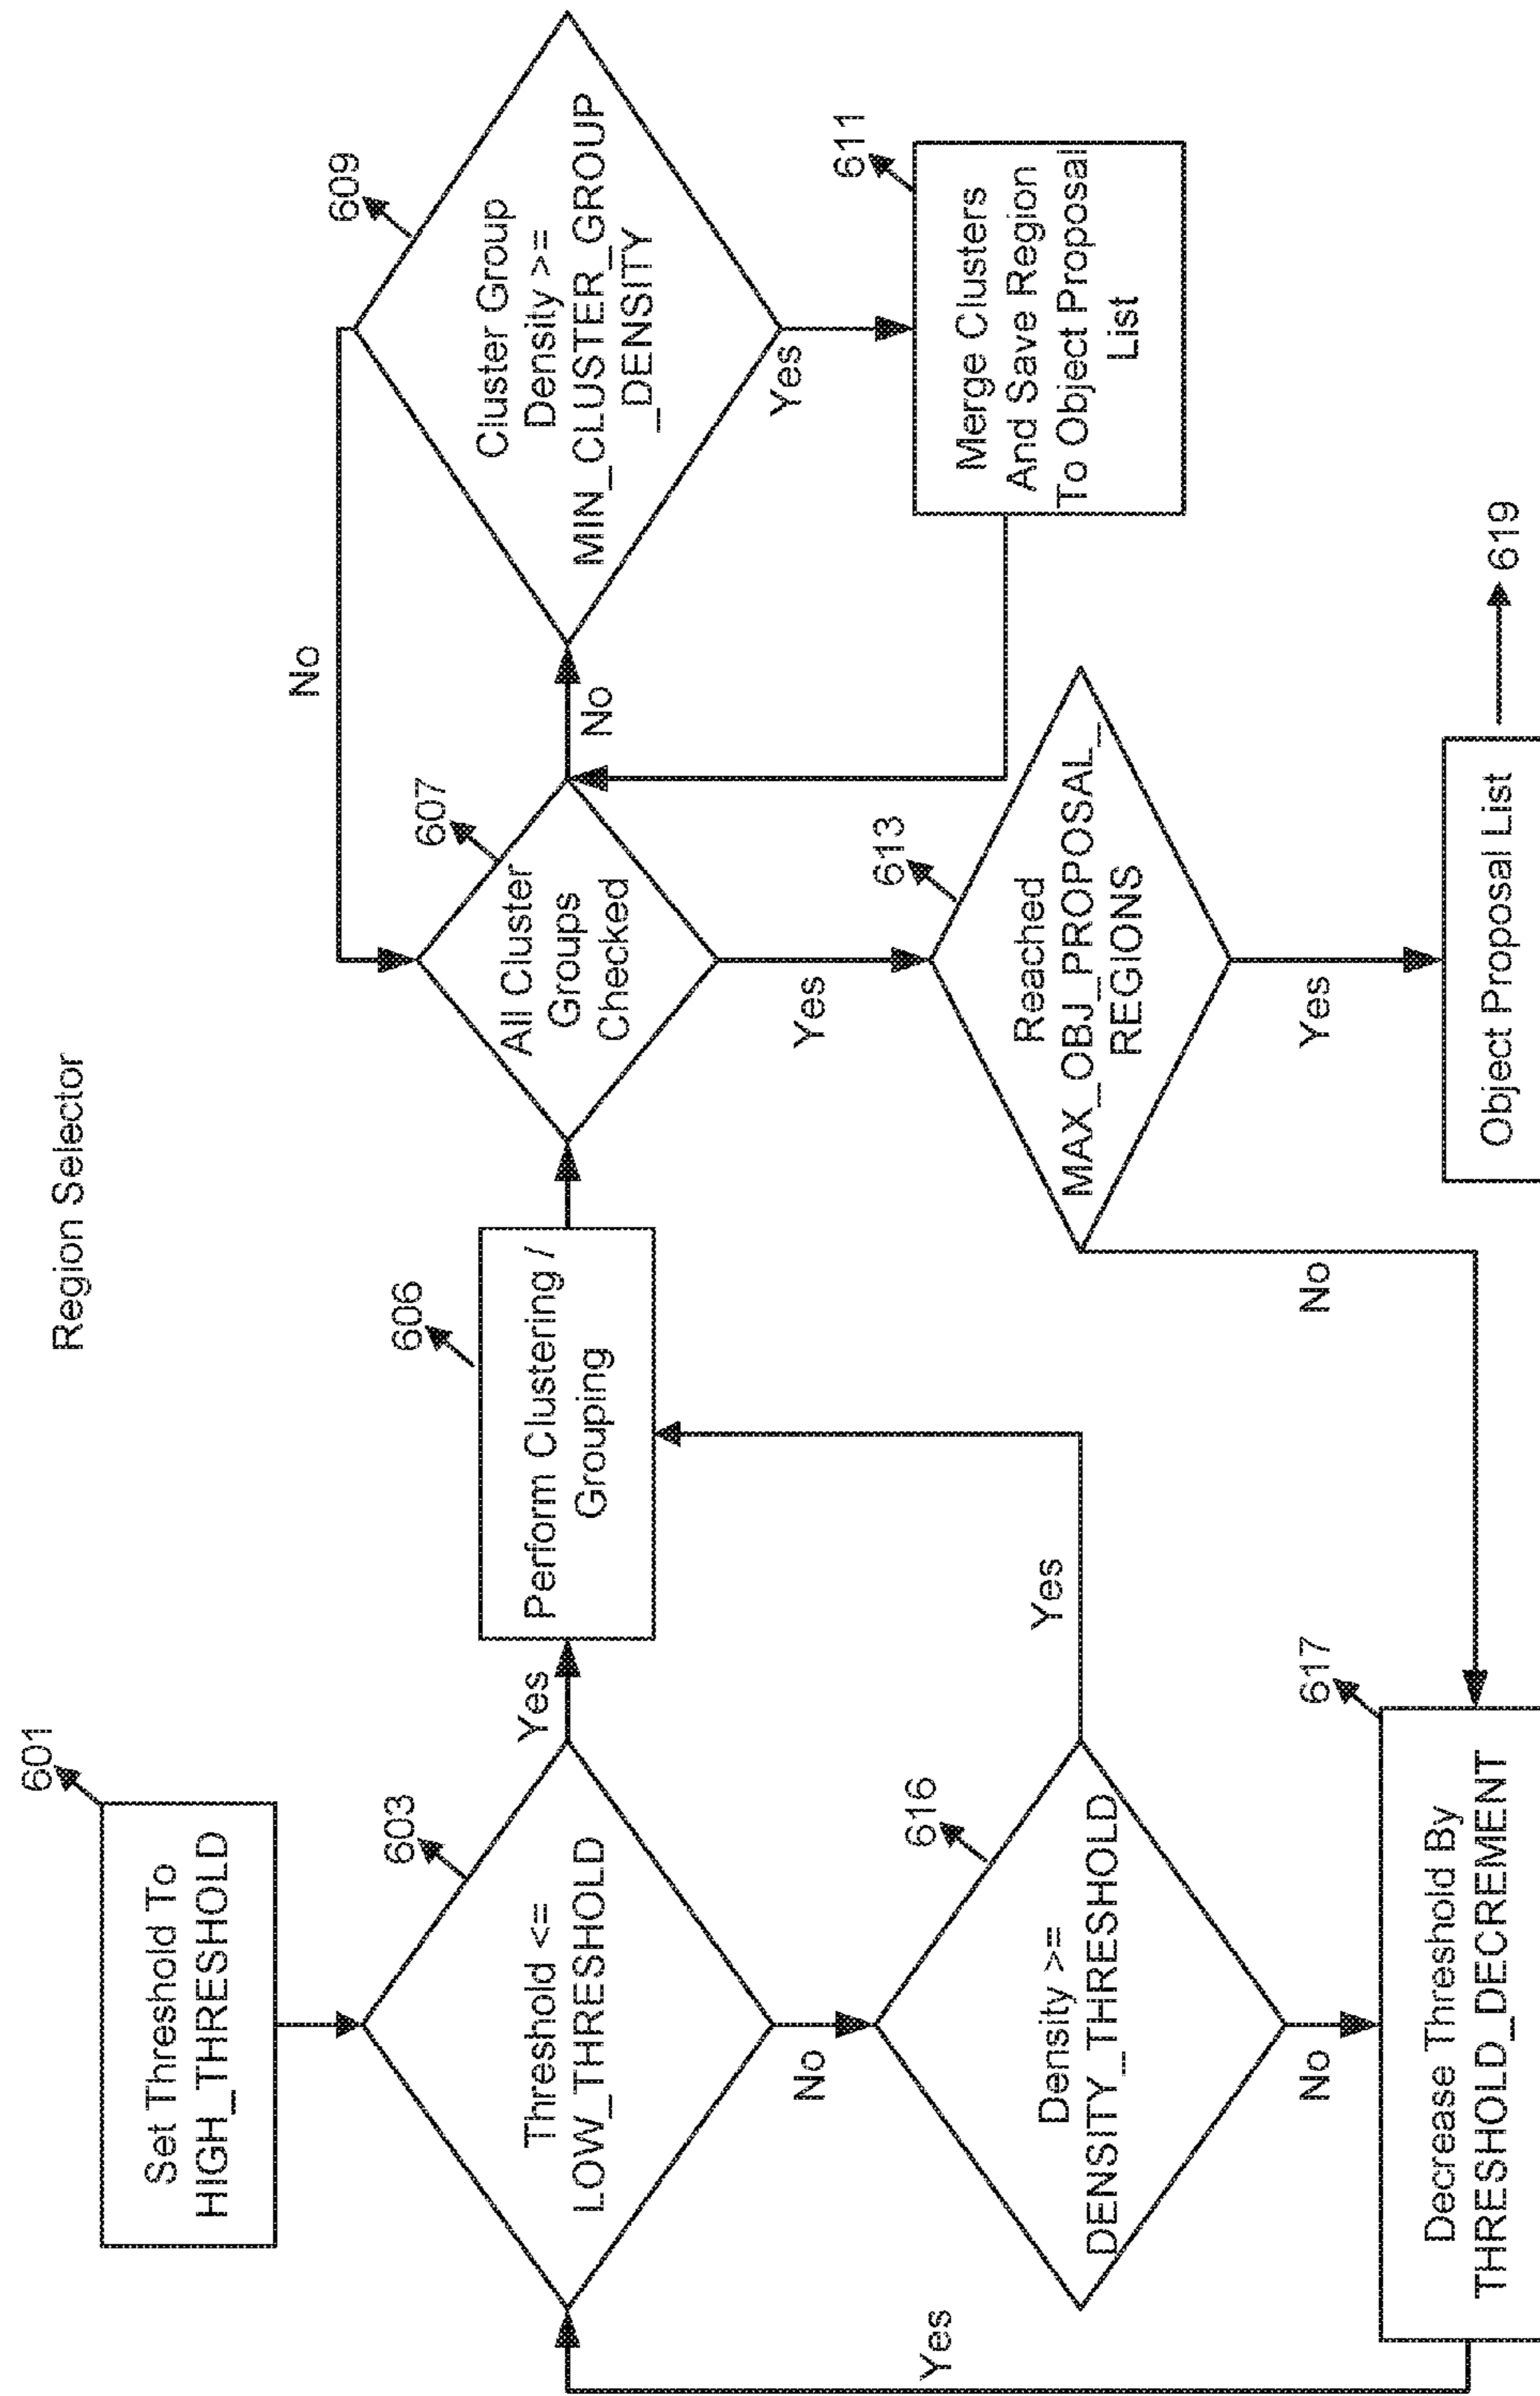 Region Selector
601
Set Threshold To
HIGH_THRESHOLD
603
Threshold <=
LOW_THRESHOLD
Yes
No
606
Perform Clustering /
Grouping
607
All Cluster
Groups
Checked
No
Yes
No
609
Cluster Group
Density >=
MIN_CLUSTER_GROUP
_DENSITY
Yes
611
Merge Clusters
And Save Region
To Object Proposal
List
616
Density >=
DENSITY_THRESHOLD
Yes
No
613
Reached
MAX_OBJ_PROPOSAL_
REGIONS
Yes
No
617
Decrease Threshold By
THRESHOLD_DECREMENT
Yes
Object Proposal List
619